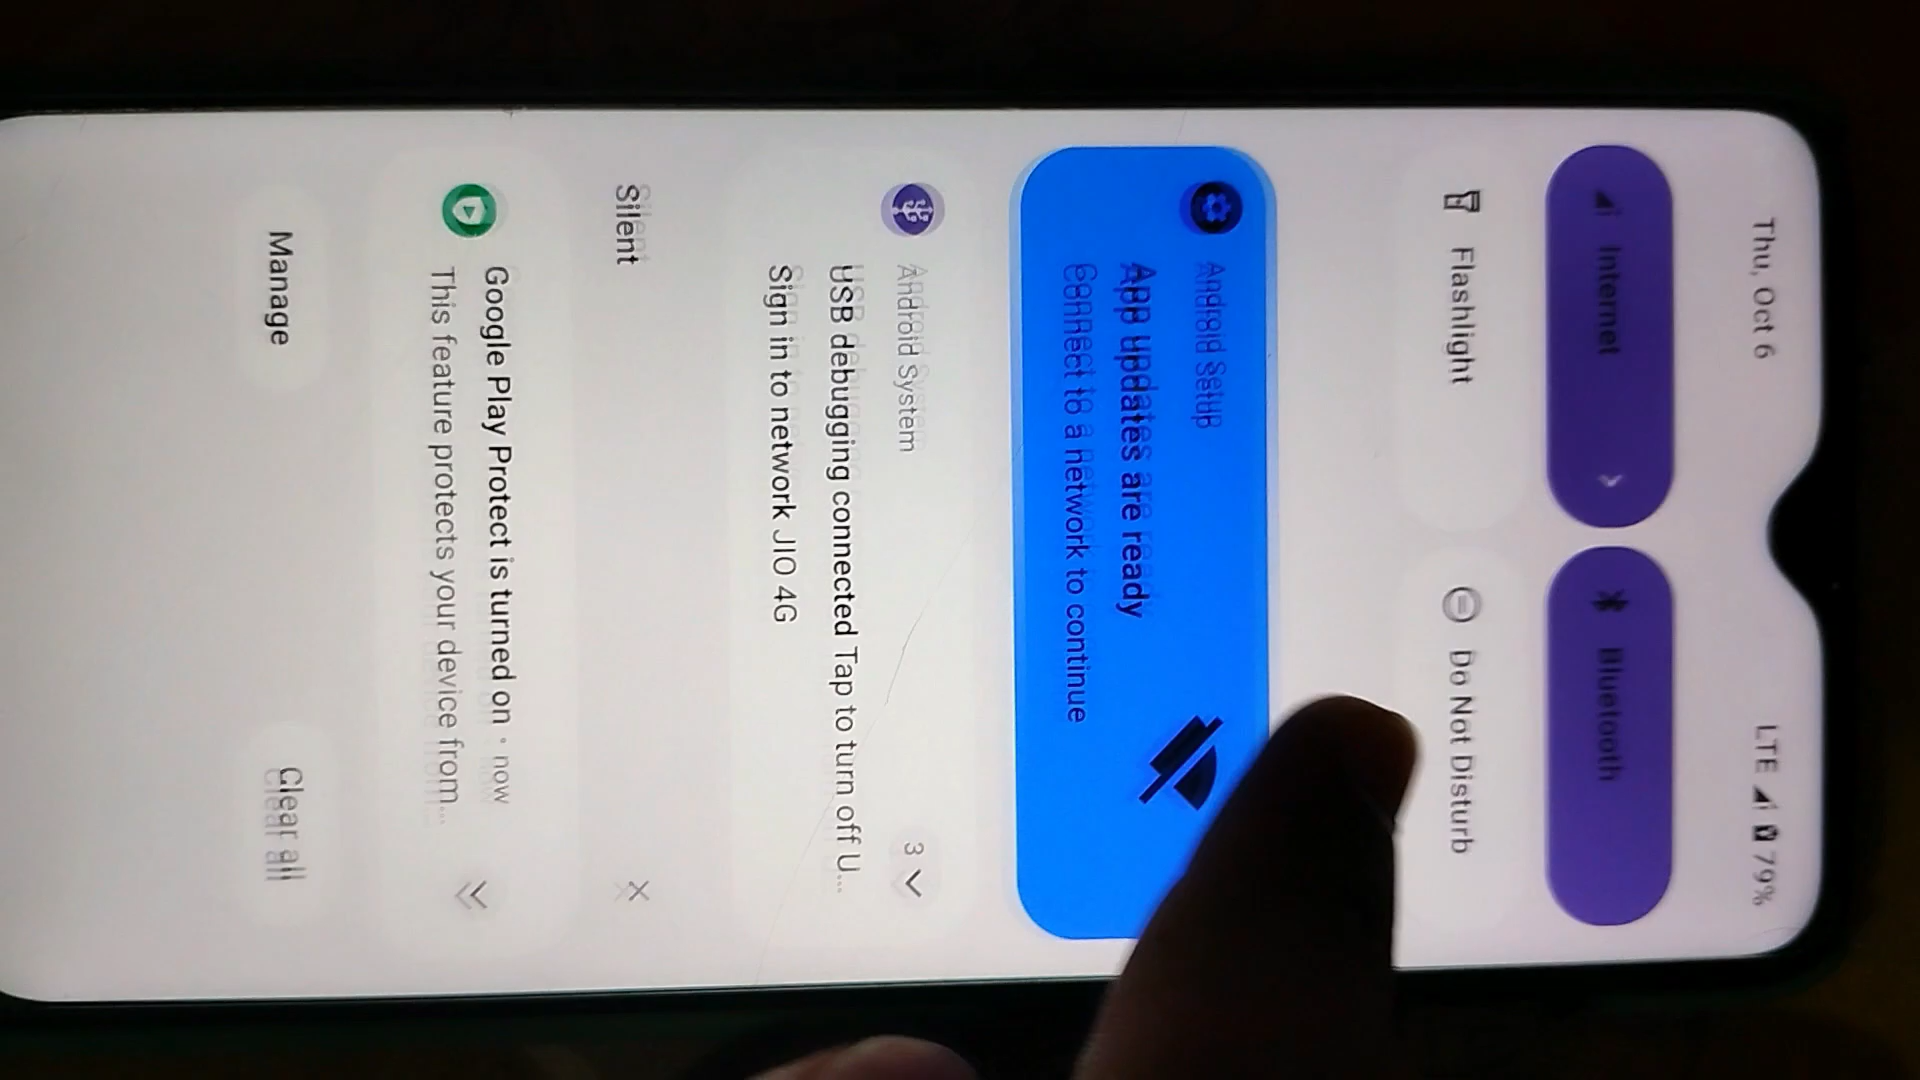 Thu, Oct 6
LTE 79%
Internet
Bluetooth
Flashlight
Do Not Disturb
Android Setup
App updates are ready
Connect to a network to continue
Android System
3
USB debugging connected Tap to turn off U...
Sign in to network JIO 4G
Silent
Google Play Protect is turned on • now
This feature protects your device from...
Manage
Clear all